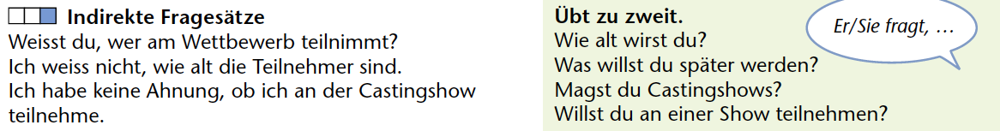 Indirekte Fragesätze
Weisst du, wer am Wettbewerb teilnimmt?
Ich weiss nicht, wie alt die Teilnehmer sind.
Ich habe keine Ahnung, ob ich an der Castingshow
teilnehme.
Übt zu zweit.
Wie alt wirst du?
Was willst du später werden?
Magst du Castingshows?
Willst du an einer Show teilnehmen?
Er/Sie fragt, …